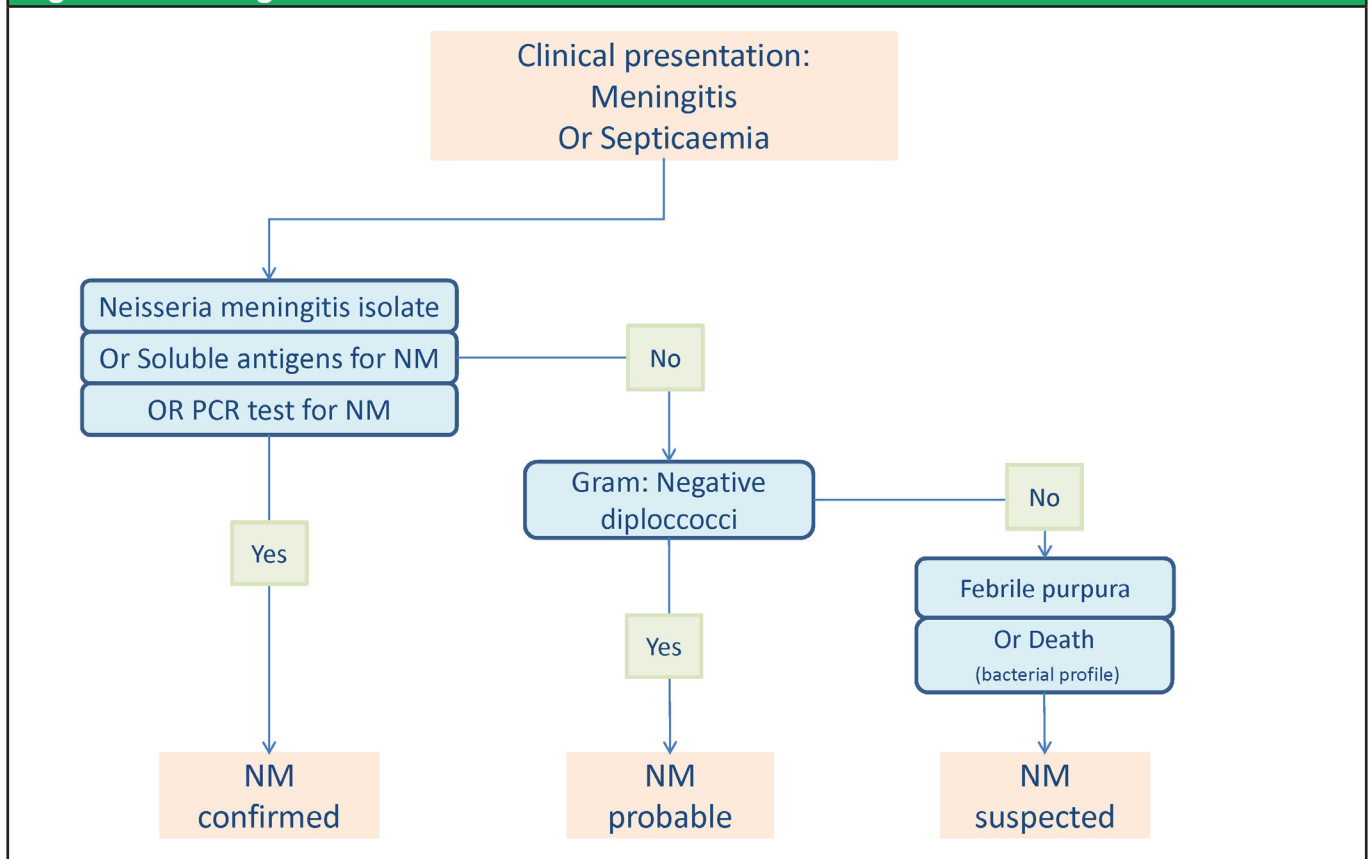 Clinical presentation:
Meningitis
Or Septicaemia
Neisseria meningitis isolate
Or Soluble antigens for NM
OR PCR test for NM
No
Gram: Negative
diploccocci
No
Yes
Febrile purpura
Yes
Or Death
(bacterial profile)
NM
confirmed
NM
probable
NM
suspected